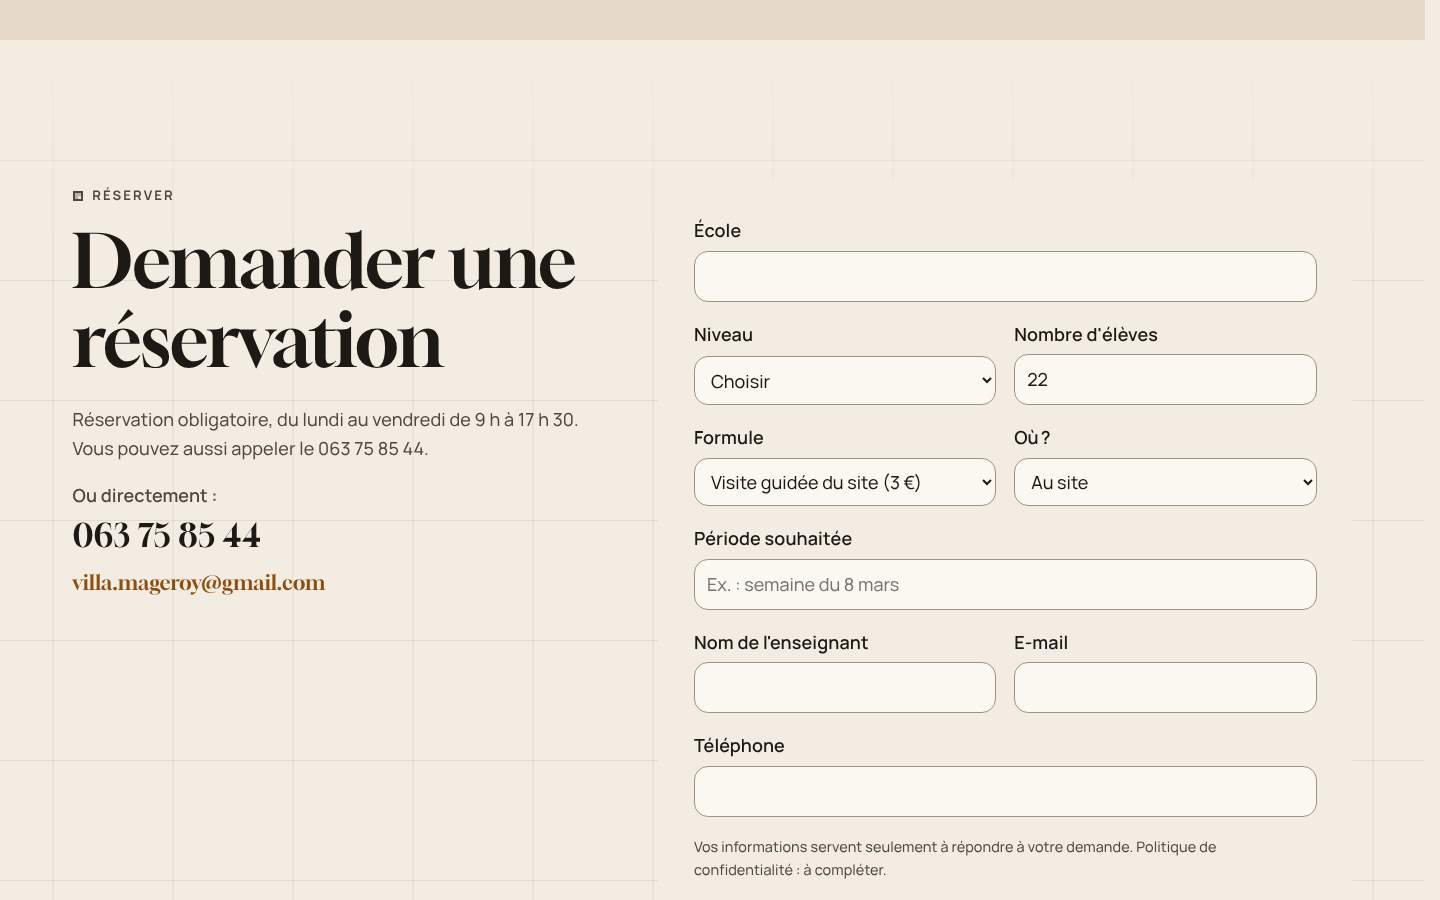 RÉSERVER
Demander une
réservation
Réservation obligatoire, du lundi au vendredi de 9 h à 17 h 30.
Vous pouvez aussi appeler le 063 75 85 44.
Ou directement :
063 75 85 44
villa.mageroy@gmail.com
École
Niveau
Nombre d'élèves
Choisir
22
Formule
Où ?
Visite guidée du site (3 €)
Au site
Période souhaitée
Ex. : semaine du 8 mars
Nom de l'enseignant
E-mail
Téléphone
Vos informations servent seulement à répondre à votre demande. Politique de
confidentialité : à compléter.